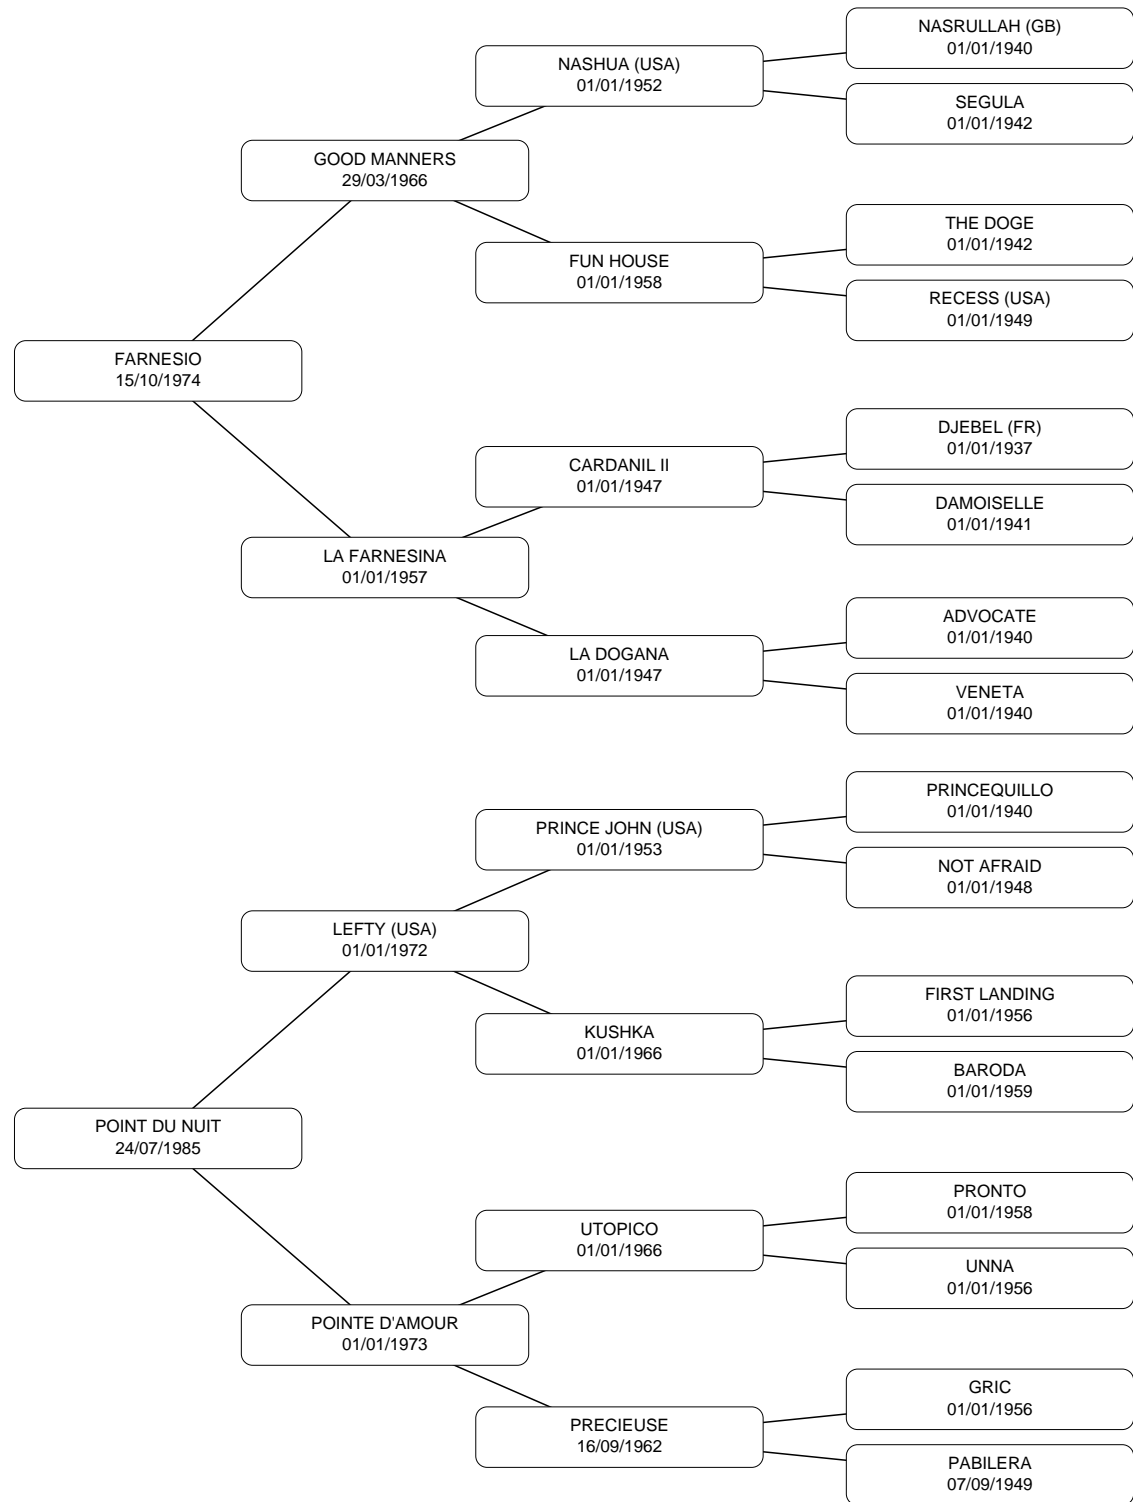 NASRULLAH (GB)
01/01/1940
NASHUA (USA)
01/01/1952
SEGULA
01/01/1942
GOOD MANNERS
29/03/1966
THE DOGE
01/01/1942
FUN HOUSE
01/01/1958
RECESS (USA)
01/01/1949
FARNESIO
15/10/1974
DJEBEL (FR)
01/01/1937
CARDANIL II
01/01/1947
DAMOISELLE
01/01/1941
LA FARNESINA
01/01/1957
ADVOCATE
01/01/1940
LA DOGANA
01/01/1947
VENETA
01/01/1940
PRINCEQUILLO
01/01/1940
PRINCE JOHN (USA)
01/01/1953
NOT AFRAID
01/01/1948
LEFTY (USA)
01/01/1972
FIRST LANDING
01/01/1956
KUSHKA
01/01/1966
BARODA
01/01/1959
POINT DU NUIT
24/07/1985
PRONTO
01/01/1958
UTOPICO
01/01/1966
UNNA
01/01/1956
POINTE D'AMOUR
01/01/1973
GRIC
01/01/1956
PRECIEUSE
16/09/1962
PABILERA
07/09/1949